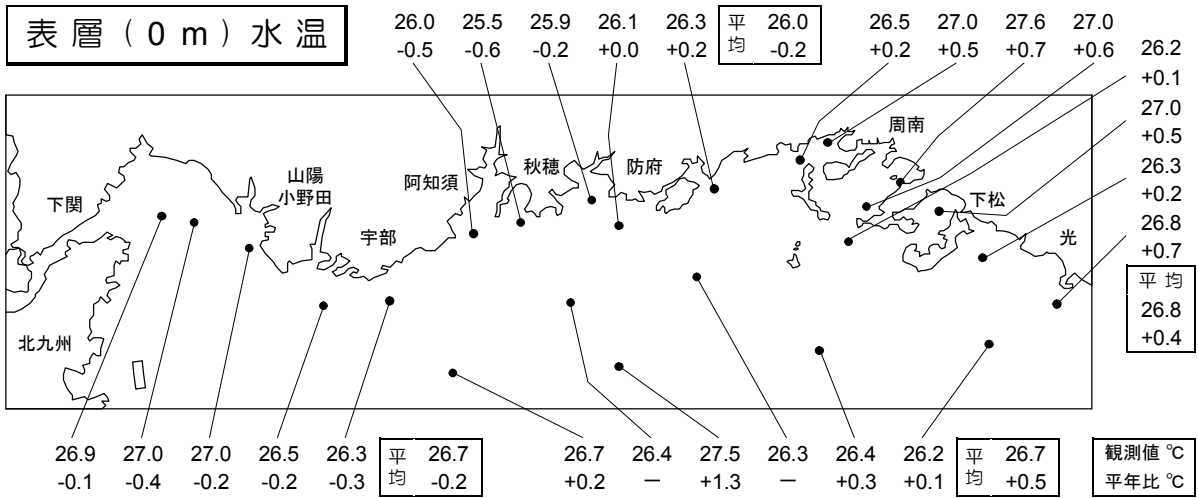 表層（0ｍ）水温
26.0 25.5 25.9 26.1 26.3 平均 26.0 26.5 27.0 27.6 27.0
-0.5 -0.6 -0.2 +0.0 +0.2 -0.2 +0.2 +0.5 +0.7 +0.6
26.2
+0.1
27.0
+0.5
26.3
+0.2
26.8
+0.7
平均
26.8
+0.4
周南
秋穂 防府
山陽
小野田
阿知須
下松
下関
宇部
光
北九州
26.9 27.0 27.0 26.5 26.3 平均 26.7 26.7 26.4 27.5 26.3 26.4 26.2 平均 26.7 観測値 ℃
-0.1 -0.4 -0.2 -0.2 -0.3 -0.2 +0.2 － +1.3 － +0.3 +0.1 +0.5 平年比 ℃